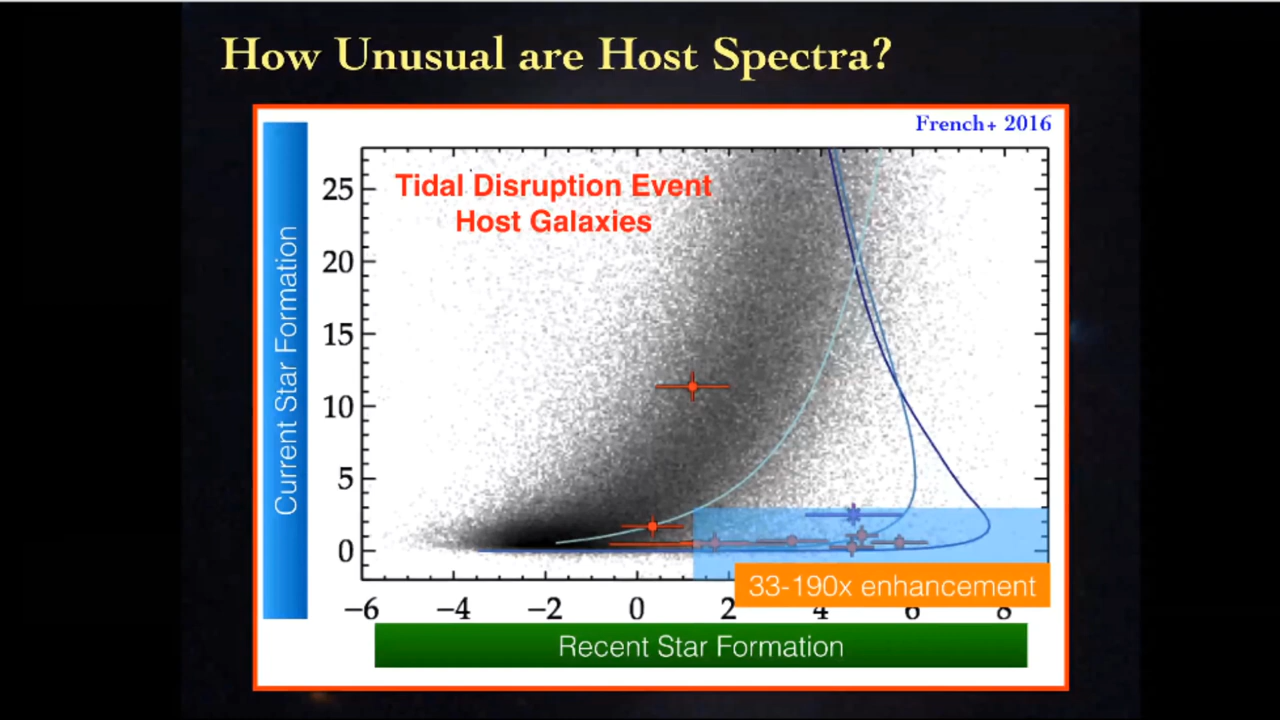 How Unusual are Host Spectra?
French+ 2016
Tidal Disruption Event
Host Galaxies
Current Star Formation
25
20
15
10
5
0
33-190x enhancement
−6 −4 −2 0 2 4 6 8
Recent Star Formation